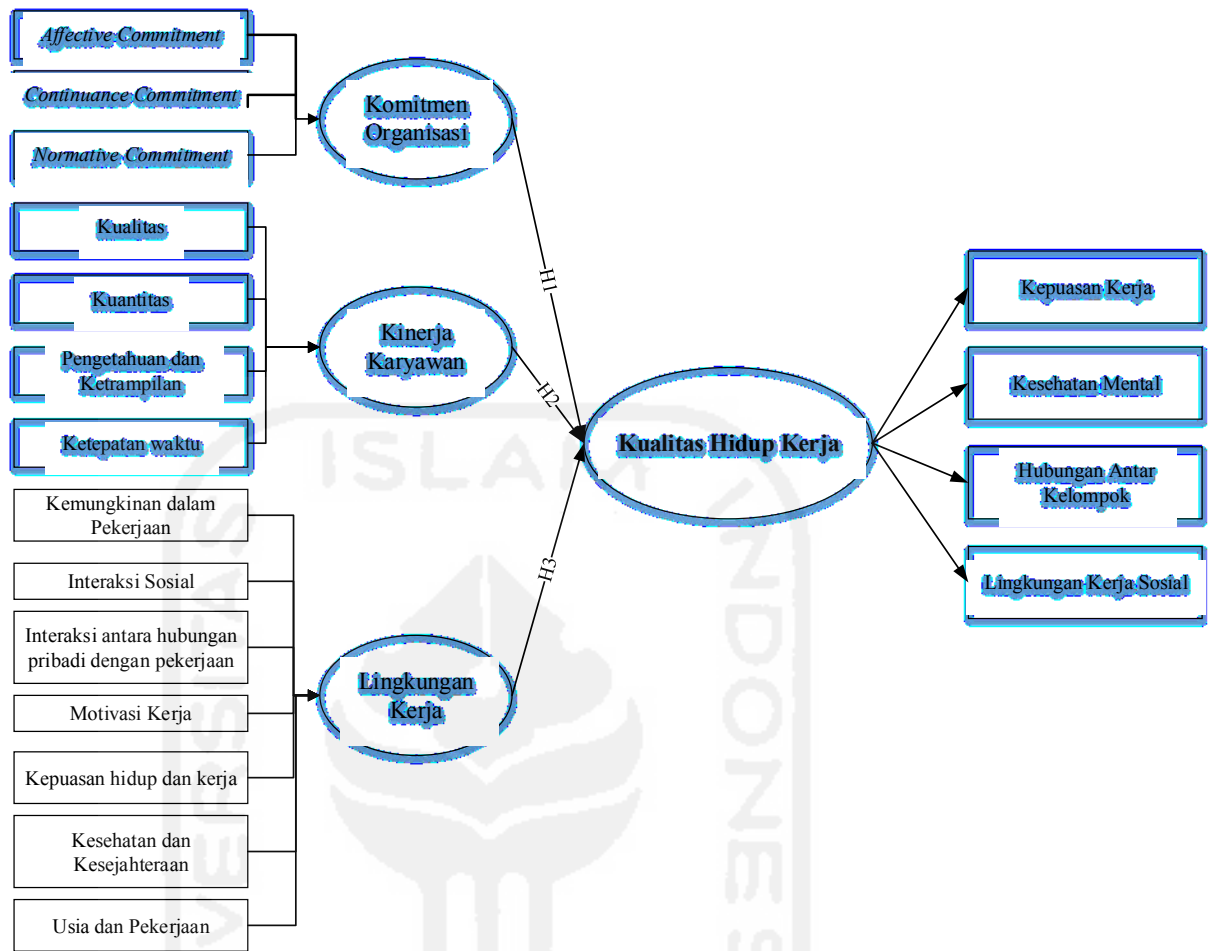 Affective Commitment
Continuance Commitment
Normative Commitment
Komitmen
Organisasi
Kualitas
Kuantitas
Pengetahuan dan
Ketrampilan
Ketepatan waktu
Kinerja
Karyawan
Kemungkinan dalam
Pekerjaan
Interaksi Sosial
Interaksi antara hubungan
pribadi dengan pekerjaan
Motivasi Kerja
Kepuasan hidup dan kerja
Kesehatan dan
Kesejahteraan
Usia dan Pekerjaan
Lingkungan
Kerja
H1
H2
H3
Kualitas Hidup Kerja
Kepuasan Kerja
Kesehatan Mental
Hubungan Antar
Kelompok
Lingkungan Kerja Sosial
ISLAM
VERSITAS
INDONES